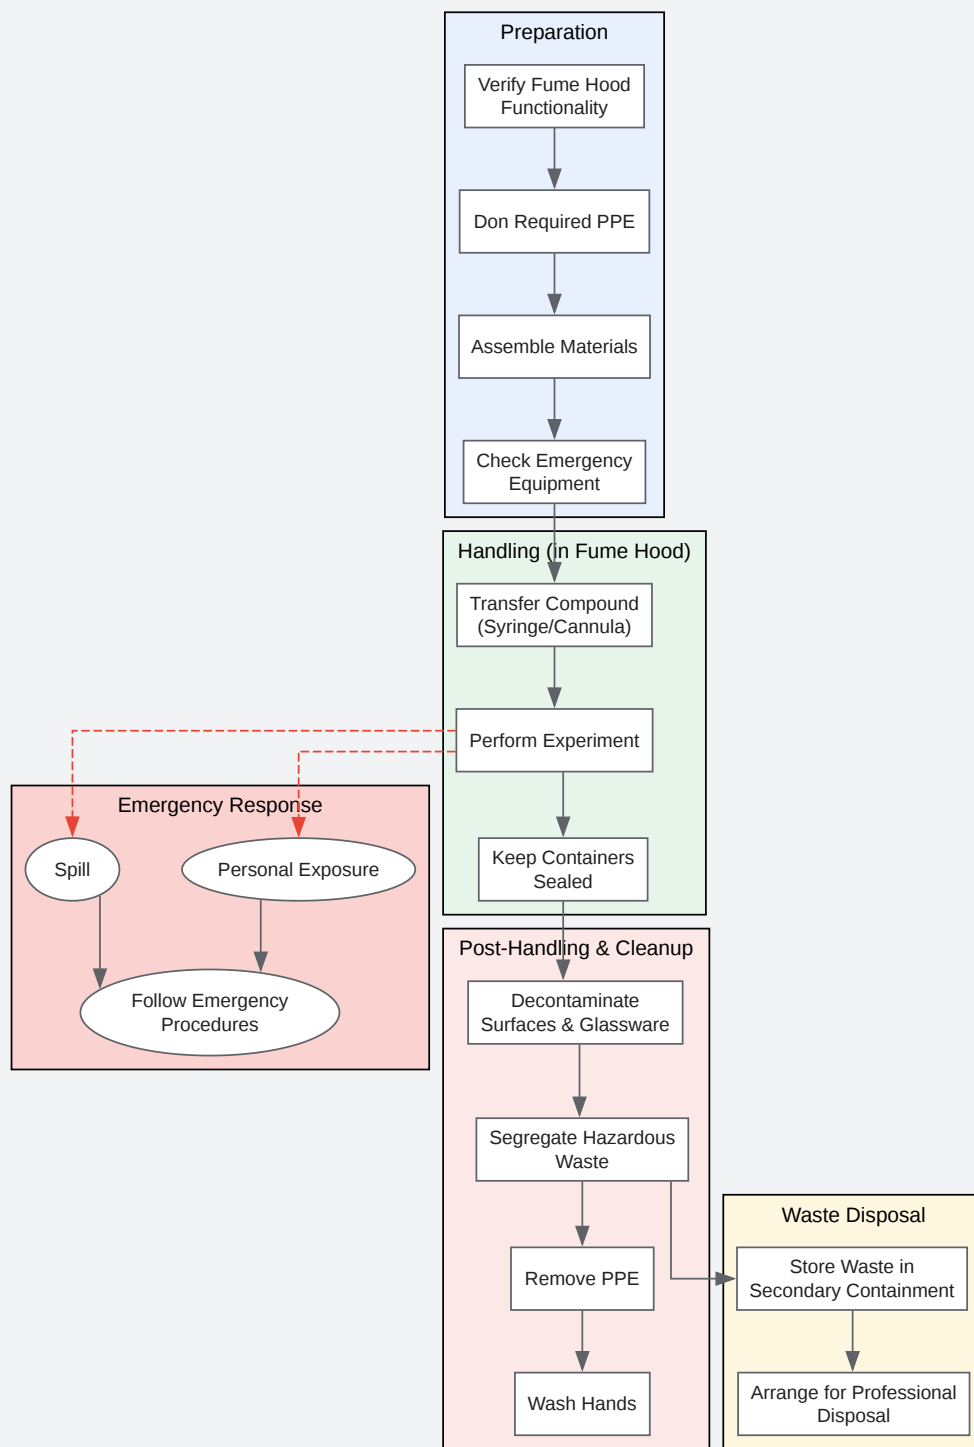 Preparation
Verify Fume Hood
Functionality
Don Required PPE
Assemble Materials
Check Emergency
Equipment
Handling (in Fume Hood)
Transfer Compound
(Syringe/Cannula)
Perform Experiment
Keep Containers
Sealed
Emergency Response
Spill
Personal Exposure
Follow Emergency
Procedures
Post-Handling & Cleanup
Decontaminate
Surfaces & Glassware
Segregate Hazardous
Waste
Remove PPE
Wash Hands
Waste Disposal
Store Waste in
Secondary Containment
Arrange for Professional
Disposal